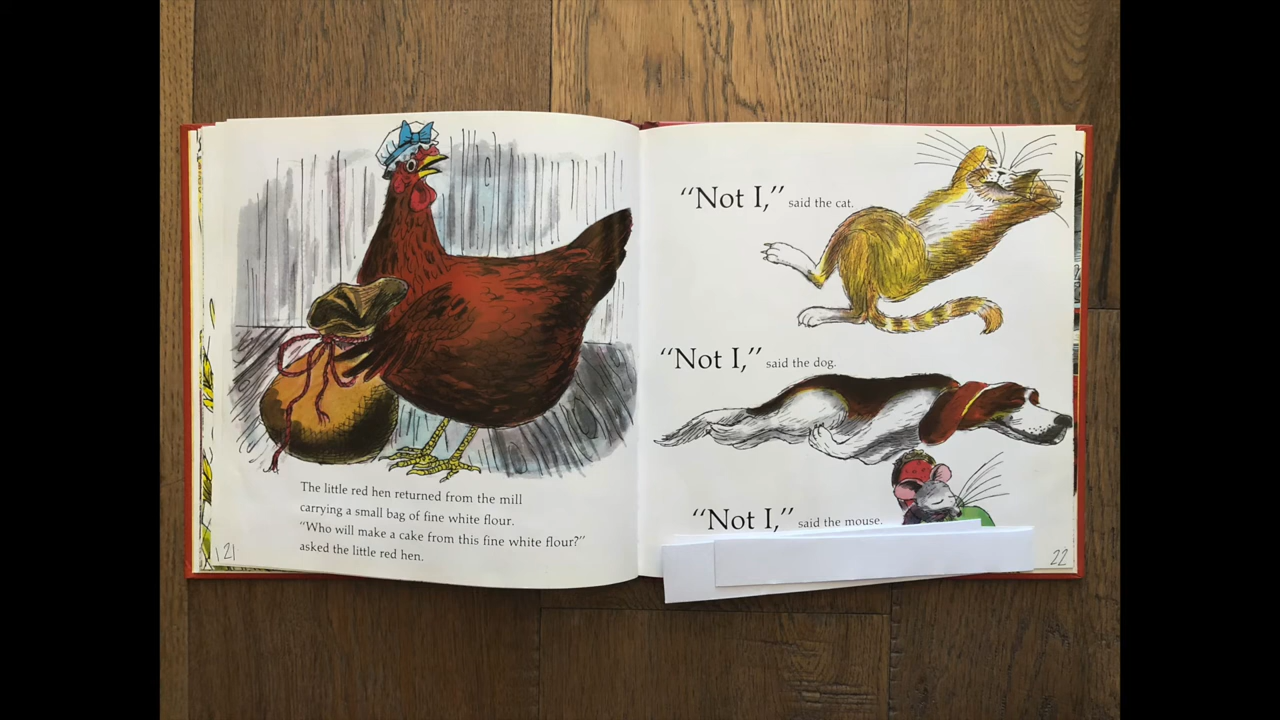 The little red hen returned from the mill
carrying a small bag of fine white flour.
"Who will make a cake from this fine white flour?"
asked the little red hen.
21
"Not I," said the cat.
"Not I," said the dog.
"Not I," said the mouse.
22